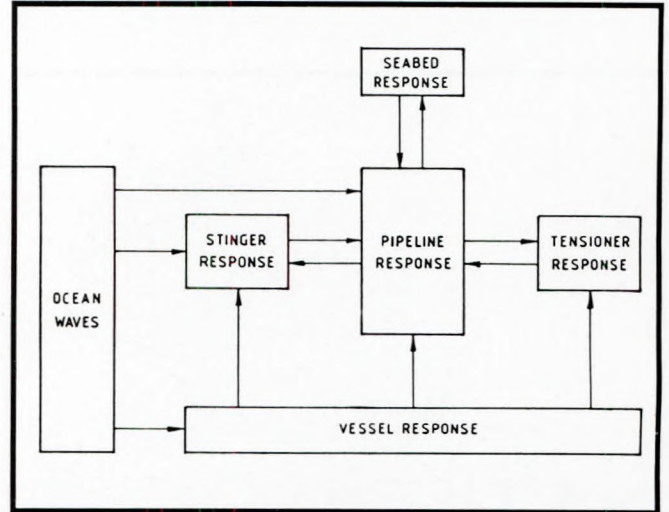 SEABED
RESPONSE
STINGER
RESPONSE
PIPELINE
RESPONSE
TENSIONER
RESPONSE
OCEAN
WAVES
VESSEL RESPONSE